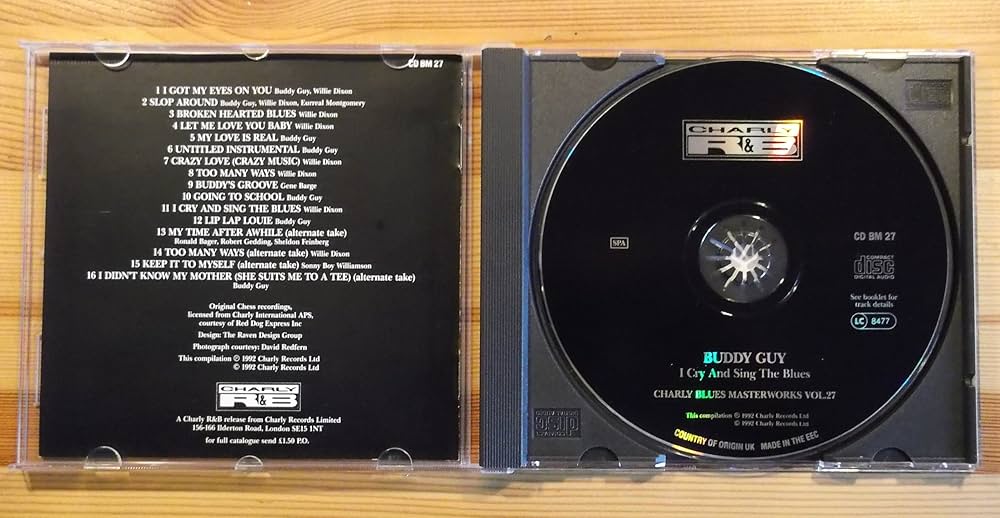 CD BM 27
1 I GOT MY EYES ON YOU Buddy Guy, Willie Dixon
2 SLOP AROUND Buddy Guy, Willie Dixon, Eurreal Montgomery
3 BROKEN HEARTED BLUES Willie Dixon
4 LET ME LOVE YOU BABY Willie Dixon
5 MY LOVE IS REAL Buddy Guy
6 UNTITLED INSTRUMENTAL Buddy Guy
7 CRAZY LOVE (CRAZY MUSIC) Willie Dixon
8 TOO MANY WAYS Willie Dixon
9 BUDDY'S GROOVE Gene Barge
10 GOING TO SCHOOL Buddy Guy
11 I CRY AND SING THE BLUES Willie Dixon
12 LIP LAP LOUIE Buddy Guy
13 MY TIME AFTER AWHILE (alternate take)
Ronald Bager, Robert Gedding, Sheldon Feinberg
14 TOO MANY WAYS (alternate take) Willie Dixon
15 KEEP IT TO MYSELF (alternate take) Sonny Boy Williamson
16 I DIDN'T KNOW MY MOTHER (SHE SUITS ME TO A TEE) (alternate take)
Buddy Guy
Original Chess recordings,
licensed from Charly International APS,
courtesy of Red Dog Express Inc
Design: The Raven Design Group
Photograph courtesy: David Redfern
This compilation ℗ 1992 Charly Records Ltd
© 1992 Charly Records Ltd
CHARLY
R&B
A Charly R&B release from Charly Records Limited
156-166 Ilderton Road, London SE15 1NT
for full catalogue send £1.50 P.O.
CHARLY
R&B
SPA
CD BM 27
COMPACT
disc
DIGITAL AUDIO
See booklet for
track details
LC 8477
BUDDY GUY
I Cry And Sing The Blues
CHARLY BLUES MASTERWORKS VOL.27
This compilation ℗ 1992 Charly Records Ltd
© 1992 Charly Records Ltd
COUNTRY OF ORIGIN UK MADE IN THE EEC